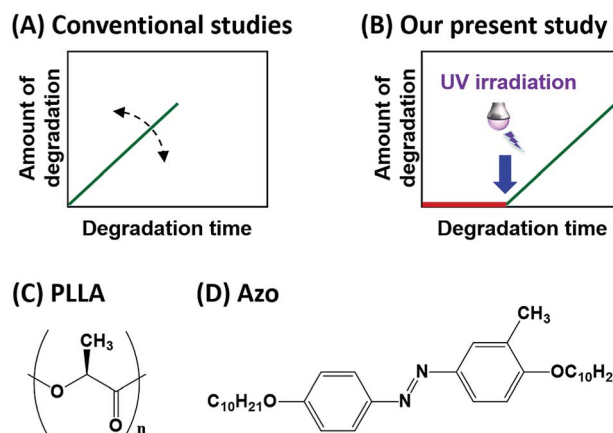 (A) Conventional studies
Amount of
degradation
Degradation time
(B) Our present study
UV irradiation
Amount of
degradation
Degradation time
(C) PLLA
CH3
O
O
n
(D) Azo
CH3
N
N
C10H21O
OC10H2